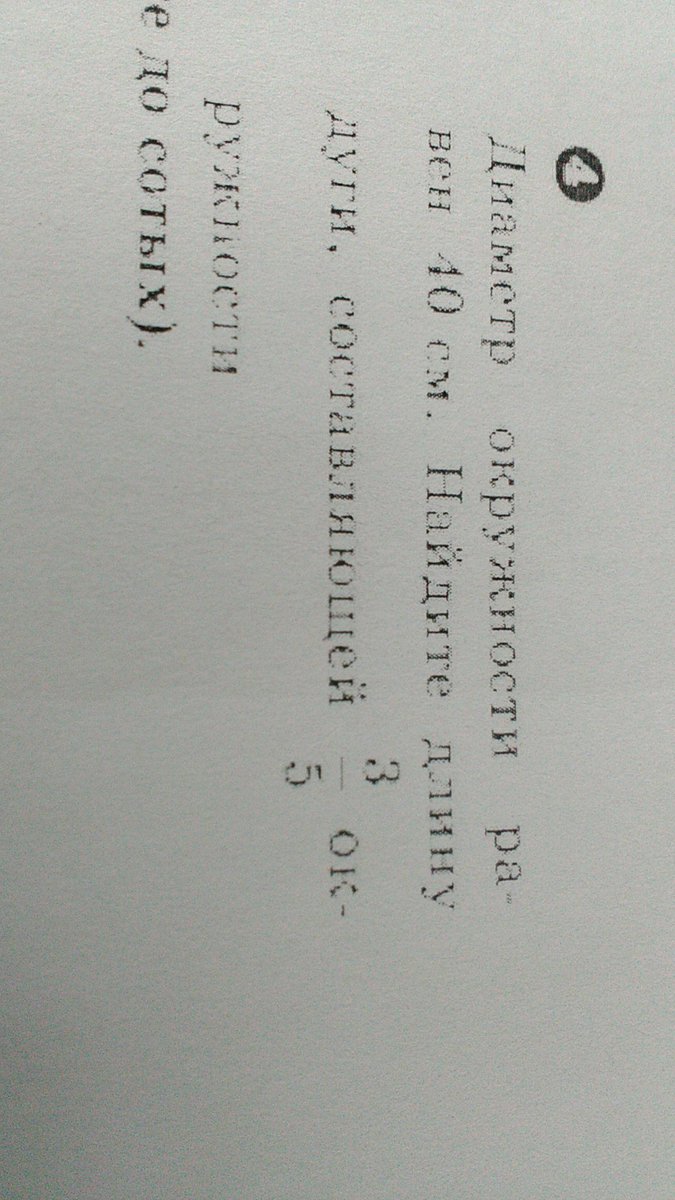 4
Диаметр окружности ра-
вен 40 см. Найдите длину
дуги, составляющей 3/5 ок-
ружности
е до сотых).